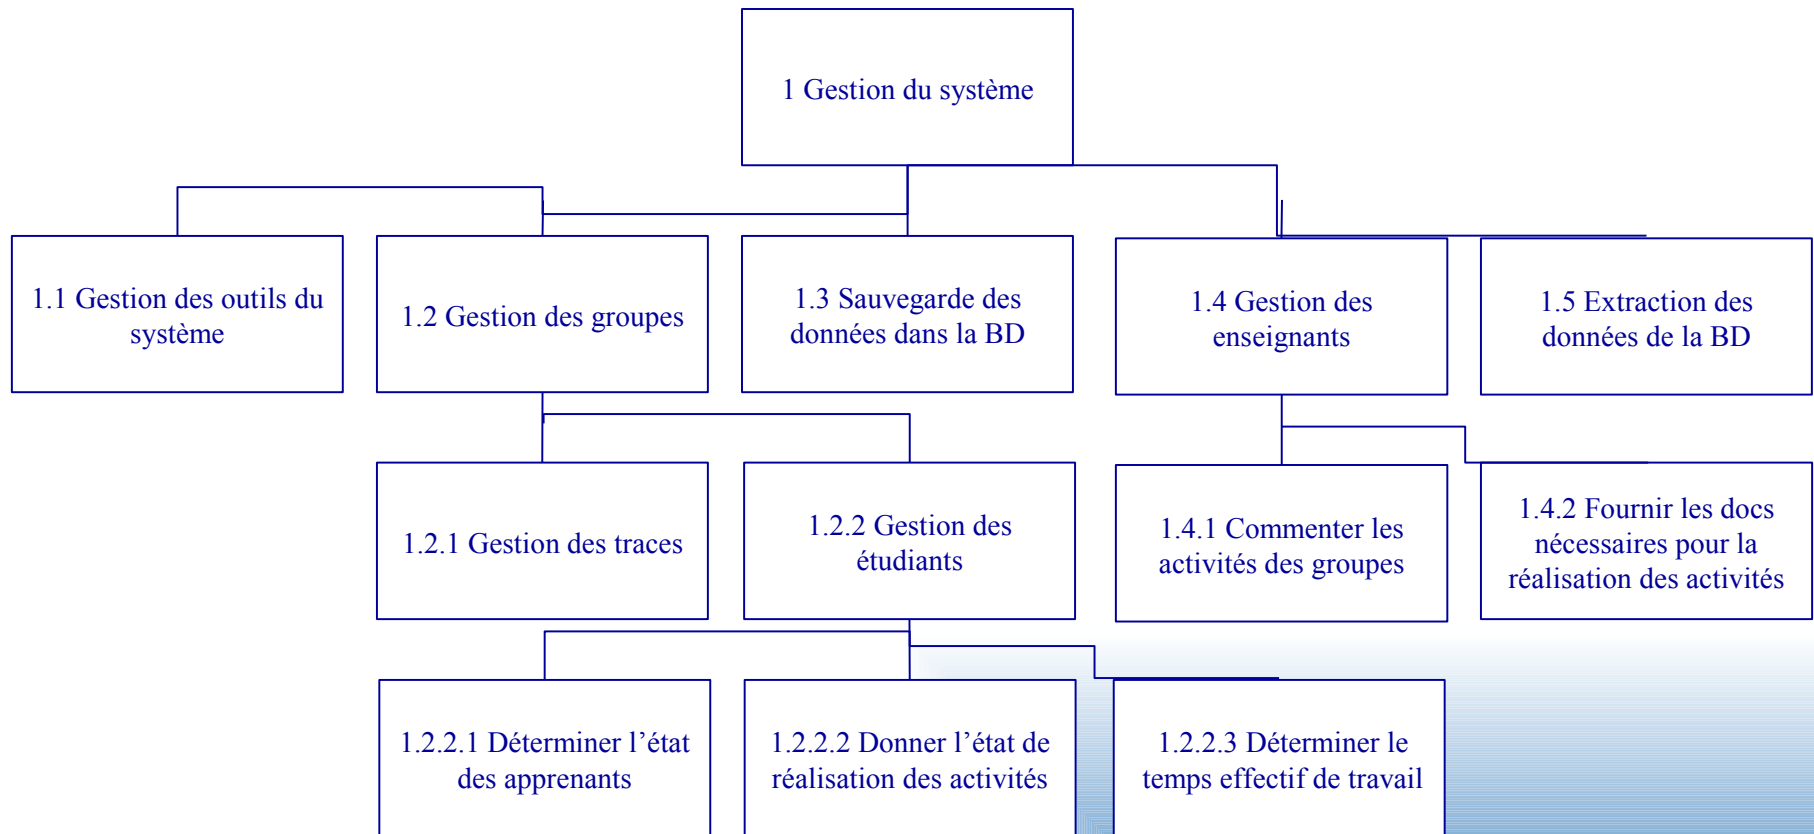 1 Gestion du système
1.1 Gestion des outils du
système
1.2 Gestion des groupes
1.3 Sauvegarde des
données dans la BD
1.4 Gestion des
enseignants
1.5 Extraction des
données de la BD
1.2.1 Gestion des traces
1.2.2 Gestion des
étudiants
1.4.1 Commenter les
activités des groupes
1.4.2 Fournir les docs
nécessaires pour la
réalisation des activités
1.2.2.1 Déterminer l’état
des apprenants
1.2.2.2 Donner l’état de
réalisation des activités
1.2.2.3 Déterminer le
temps effectif de travail